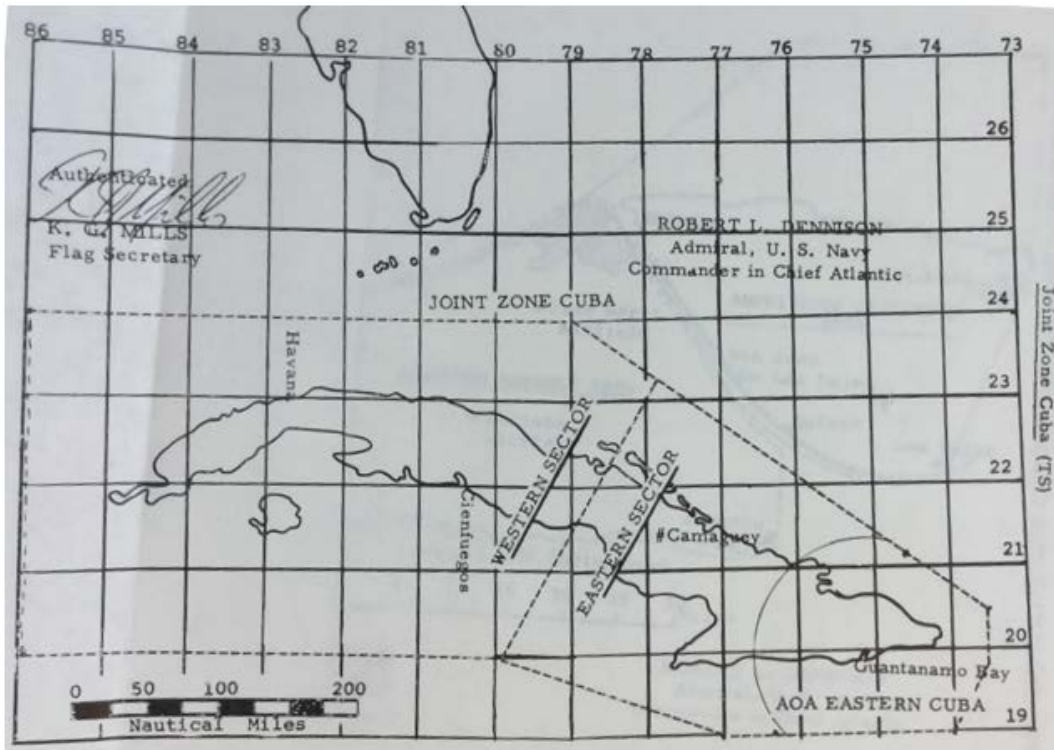 86 85 84 83 82 81 80 79 78 77 76 75 74 73
26
Authenticated
K. G. MILLS
Flag Secretary
25
ROBERT L. DENNISON
Admiral, U. S. Navy
Commander in Chief Atlantic
24
JOINT ZONE CUBA
Joint Zone Cuba (TS)
Havana
23
WESTERN SECTOR
22
EASTERN SECTOR
Cienfuegos
#Camaguey
21
20
Guantanamo Bay
AOA EASTERN CUBA
19
0 50 100 200
Nautical Miles